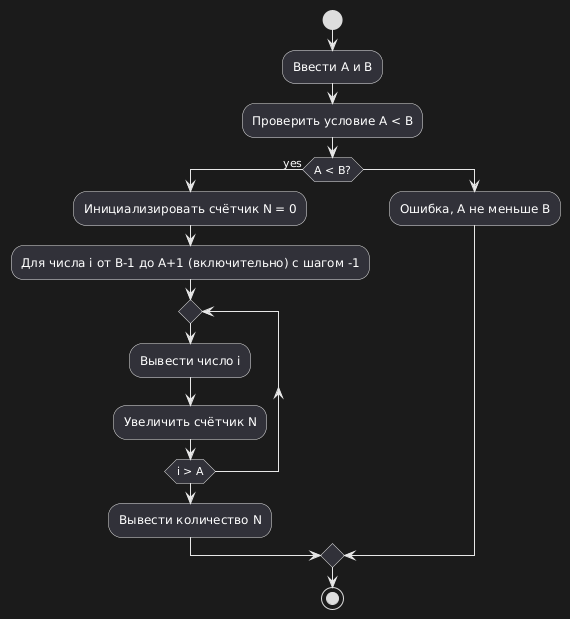 Ввести А и В
Проверить условие A < B
yes
A < B?
Инициализировать счётчик N = 0
Ошибка, А не меньше В
Для числа i от B-1 до A+1 (включительно) с шагом -1
Вывести число i
Увеличить счётчик N
i > A
Вывести количество N